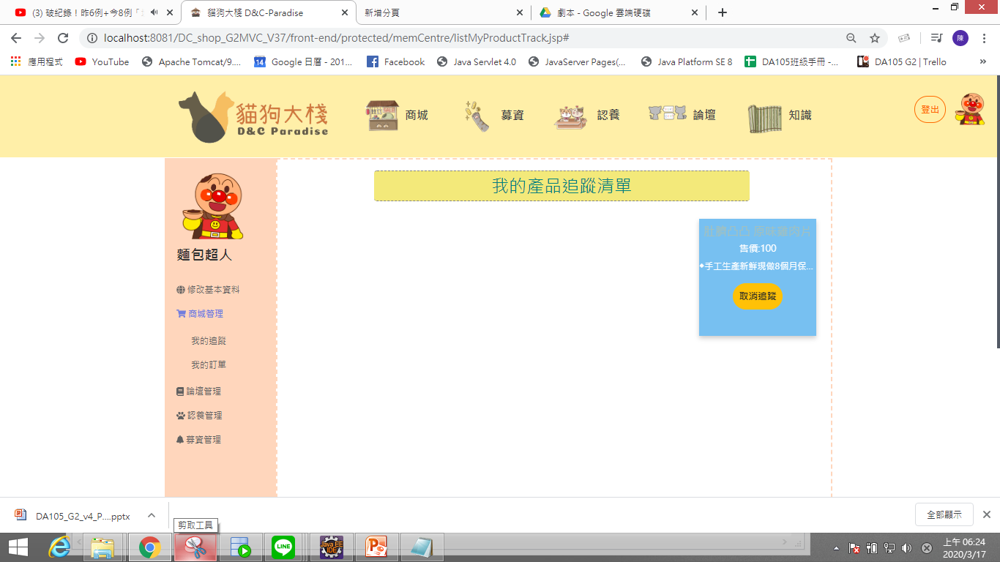 (3) 破紀錄！昨6例+今8例「
貓狗大棧 D&C-Paradise
新增分頁
劇本 - Google 雲端硬碟
localhost:8081/DC_shop_G2MVC_V37/front-end/protected/memCentre/listMyProductTrack.jsp#
陳
應用程式
YouTube
Apache Tomcat/9....
14
Google 日曆 - 201...
Facebook
Java Servlet 4.0
JavaServer Pages(...
Java Platform SE 8
DA105班級手冊 -...
DA105 G2 | Trello
»
貓狗大棧
D&C Paradise
商城
募資
認養
論壇
知識
登出
麵包超人
修改基本資料
商城管理
我的追蹤
我的訂單
論壇管理
認養管理
募資管理
我的產品追蹤清單
售價:100
♦手工生產新鮮現做8個月保...
取消追蹤
DA105_G2_v4_P....pptx
全部顯示
剪取工具
LINE
Java EE
IDE
上午 06:24
2020/3/17